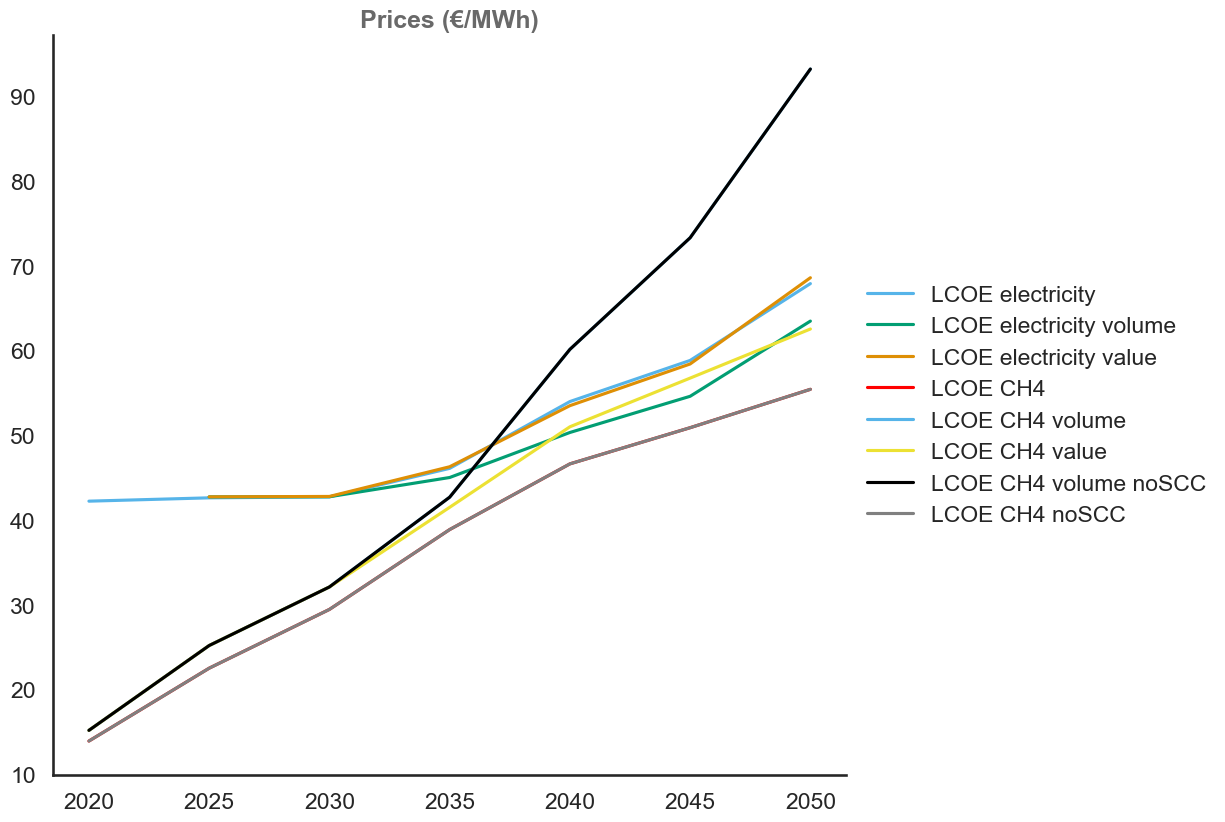 Prices (€/MWh)
90
80
70
60
50
40
30
20
10
2020 2025 2030 2035 2040 2045 2050
LCOE electricity
LCOE electricity volume
LCOE electricity value
LCOE CH4
LCOE CH4 volume
LCOE CH4 value
LCOE CH4 volume noSCC
LCOE CH4 noSCC